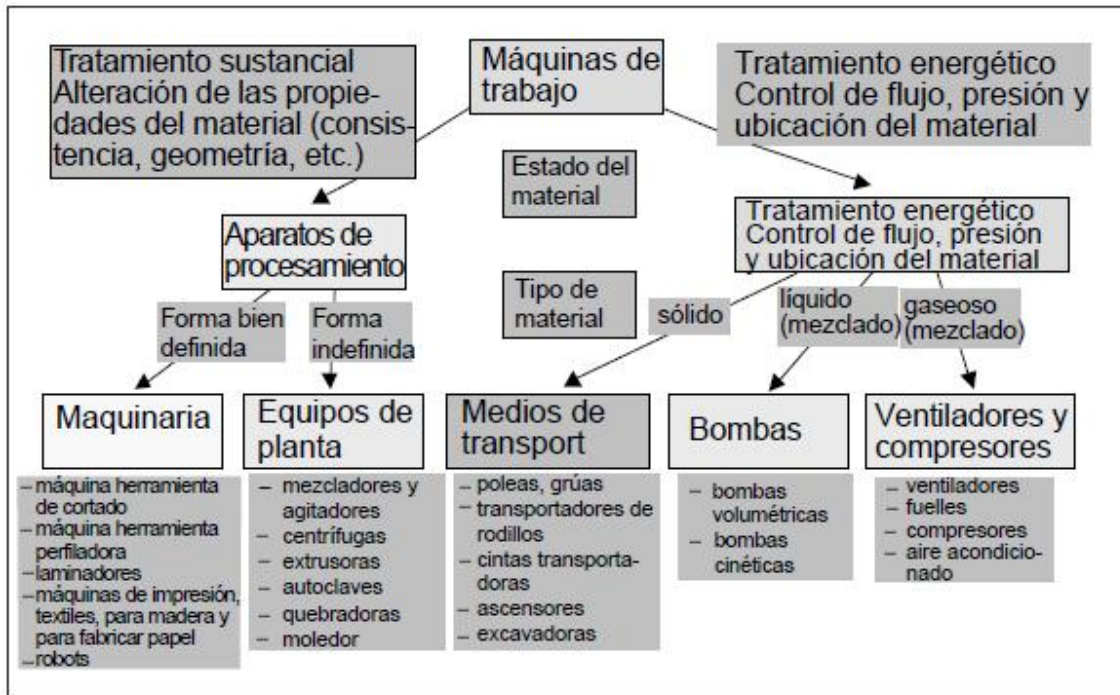 Tratamiento sustancial
Alteración de las propie-
dades del material (consis-
tencia, geometría, etc.)
Máquinas de
trabajo
Tratamiento energético
Control de flujo, presión y
ubicación del material
Estado del
material
Aparatos de
procesamiento
Tratamiento energético
Control de flujo, presión
y ubicación del material
Tipo de
material
Forma bien
definida
Forma
indefinida
sólido
líquido
(mezclado)
gaseoso
(mezclado)
Maquinaria
Equipos de
planta
Medios de
transport
Bombas
Ventiladores y
compresores
– máquina herramienta
de cortado
– máquina herramienta
perfiladora
– laminadores
– máquinas de impresión,
textiles, para madera y
para fabricar papel
– robots
– mezcladores y
agitadores
– centrífugas
– extrusoras
– autoclaves
– quebradoras
– moledor
– poleas, grúas
– transportadores de
rodillos
– cintas transporta-
doras
– ascensores
– excavadoras
– bombas
volumétricas
– bombas
cinéticas
– ventiladores
– fuelles
– compresores
– aire acondicio-
nado